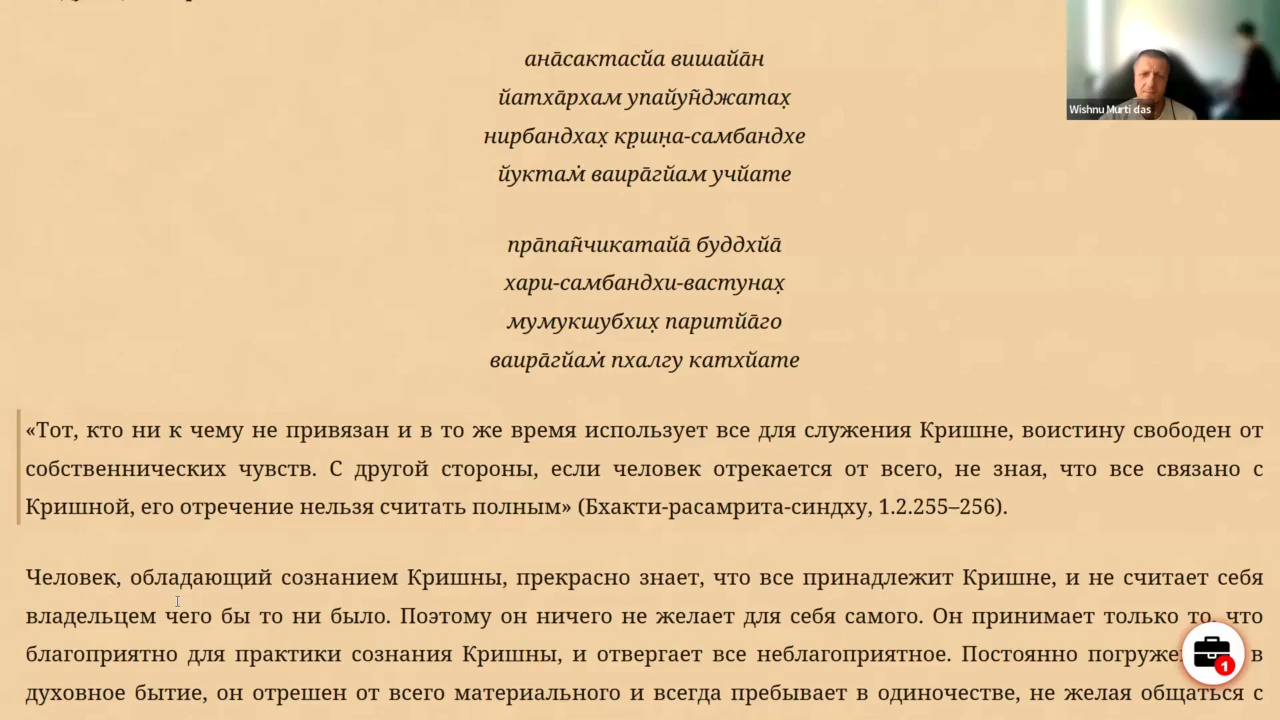 Wishnu Murti das
ана̄сактасйа вишайа̄н
йатха̄рхам упайун̃джатах̣
нирбандхах̣ кр̣шн̣а-самбандхе
йуктам̇ ваира̄гйам учйате
пра̄пан̃чикатайа̄ буддхйа̄
хари-самбандхи-вастунах̣
мумукшубхих̣ паритйа̄го
ваира̄гйам̇ пхалгу катхйате
«Тот, кто ни к чему не привязан и в то же время использует все для служения Кришне, воистину свободен от
собственнических чувств. С другой стороны, если человек отрекается от всего, не зная, что все связано с
Кришной, его отречение нельзя считать полным» (Бхакти-расамрита-синдху, 1.2.255–256).
Человек, обладающий сознанием Кришны, прекрасно знает, что все принадлежит Кришне, и не считает себя
владельцем чего бы то ни было. Поэтому он ничего не желает для себя самого. Он принимает только то, что
благоприятно для практики сознания Кришны, и отвергает все неблагоприятное. Постоянно в
духовное бытие, он отрешен от всего материального и всегда пребывает в одиночестве, не желая общаться с
1